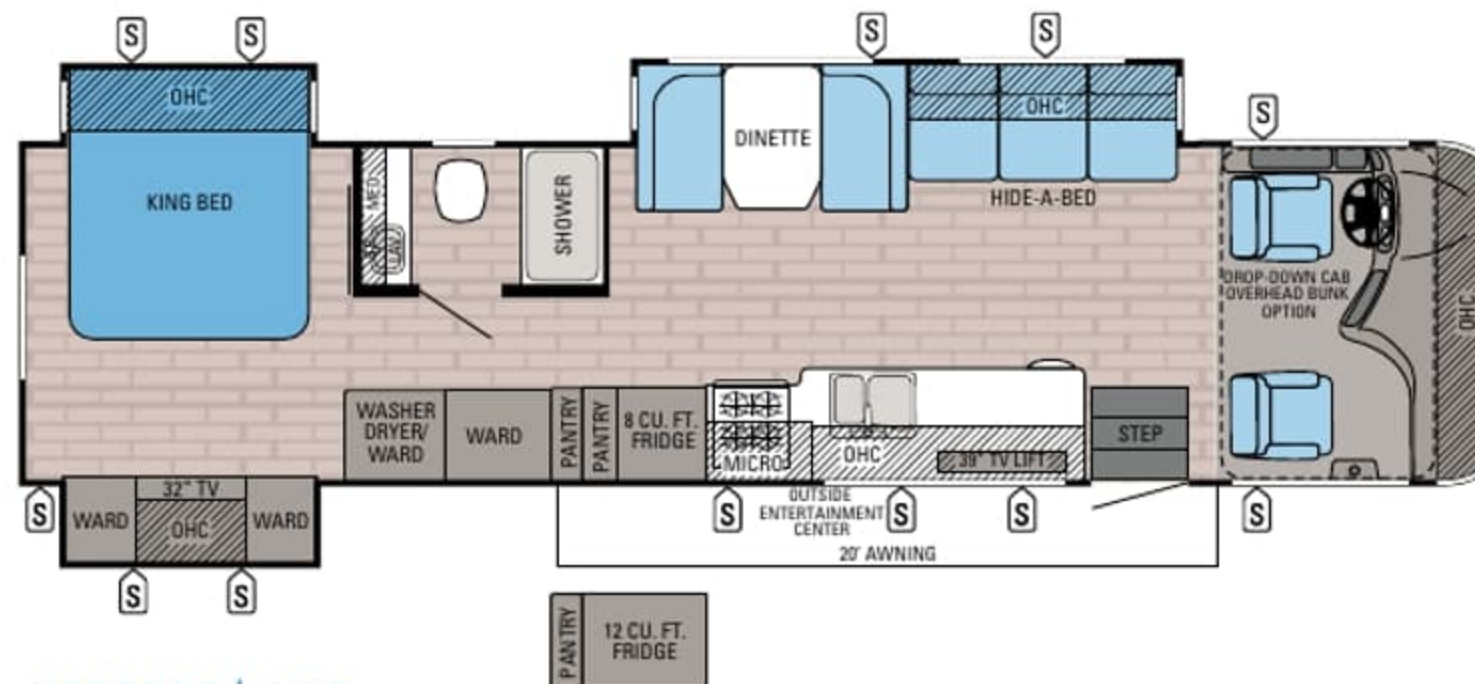 S
S
S
S
S
OHC
KING BED
MED
LAV
SHOWER
DINETTE
OHC
HIDE-A-BED
DROP-DOWN CAB
OVERHEAD BUNK
OPTION
OHC
WASHER
DRYER/
WARD
WARD
PANTRY
PANTRY
8 CU. FT.
FRIDGE
MICRO
OHC
39" TV LIFT
STEP
S
WARD
32" TV
OHC
WARD
S
OUTSIDE
ENTERTAINMENT
CENTER
S
S
S
20' AWNING
S
S
PANTRY
12 CU. FT.
FRIDGE